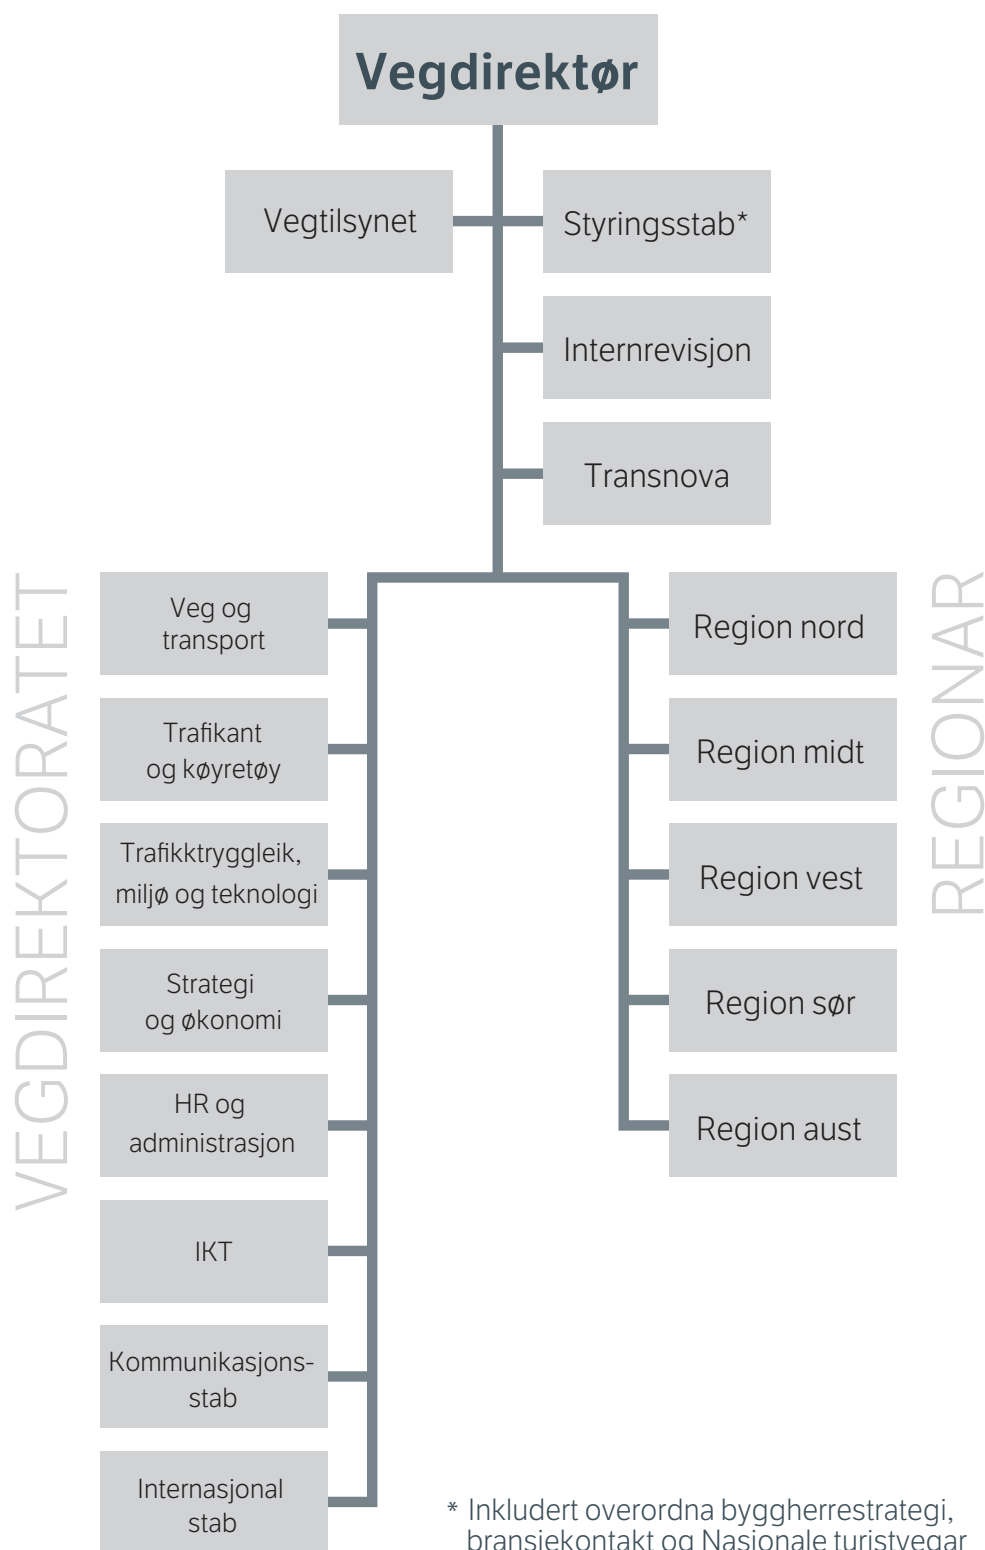 Vegdirektør
Vegtilsynet
Styringsstab*
Internrevisjon
Transnova
VEGDIREKTORATET
Veg og
transport
Trafikant
og køyretøy
Trafikktryggleik,
miljø og teknologi
Strategi
og økonomi
HR og
administrasjon
IKT
Kommunikasjons-
stab
Internasjonal
stab
REGIONAR
Region nord
Region midt
Region vest
Region sør
Region aust
* Inkludert overordna byggherrestrategi,
bransjekontakt og Nasjonale turistvegar